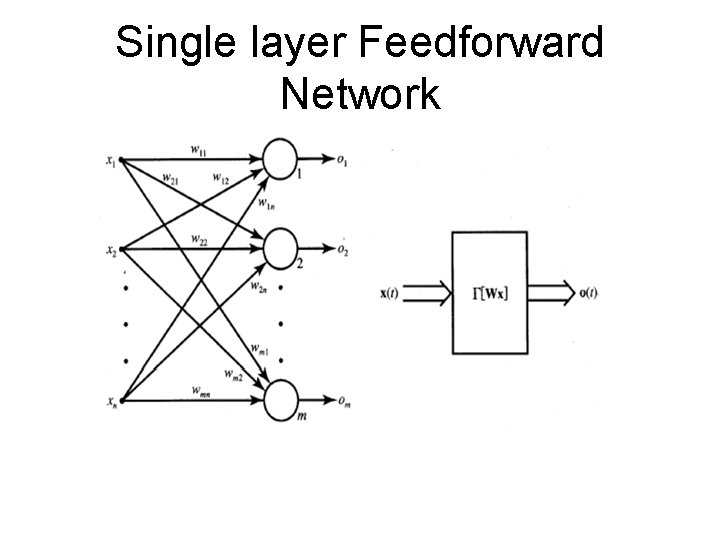 Single layer Feedforward
Network
x₁ w₁₁ 1 o₁
w₂₁ w₁₂
w₁ₙ
x₂ w₂₂ 2 o₂
w₂ₙ
x(t) Γ[Wx] o(t)
wₘ₁
wₘ₂
xₙ wₘₙ m oₘ